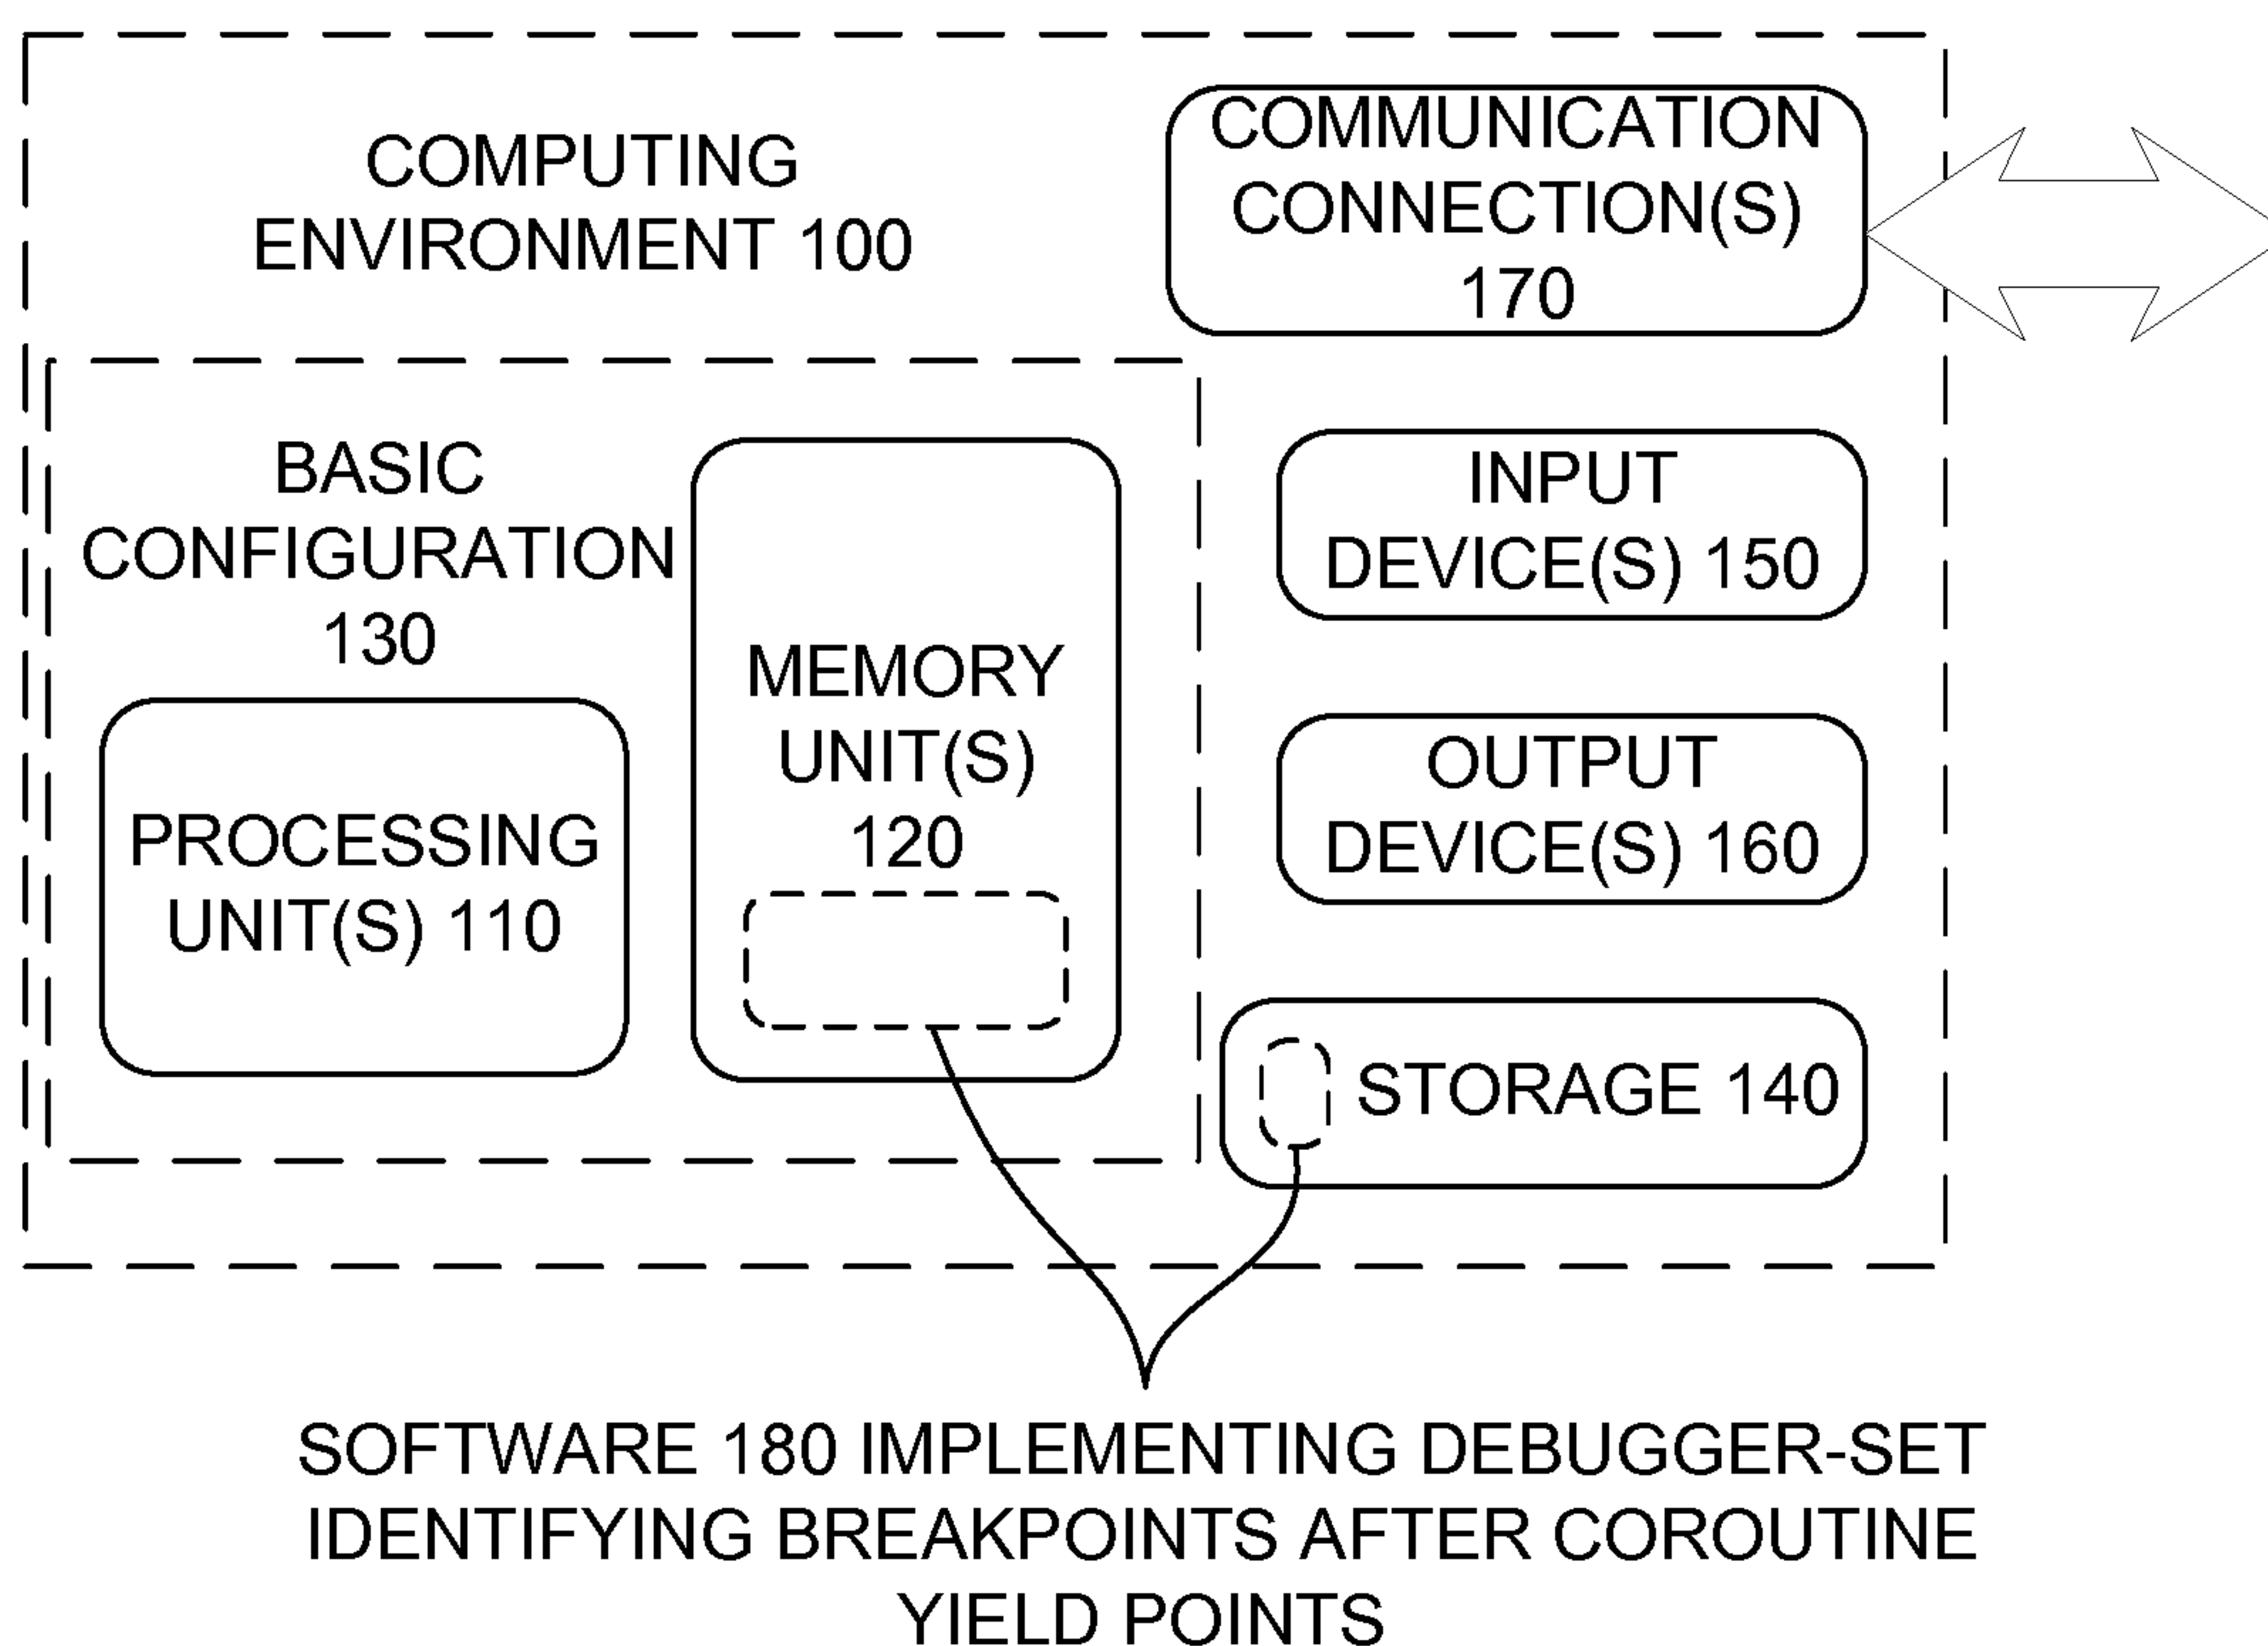 COMPUTING
ENVIRONMENT 100
COMMUNICATION
CONNECTION(S)
170
BASIC
CONFIGURATION
130
PROCESSING
UNIT(S) 110
MEMORY
UNIT(S)
120
INPUT
DEVICE(S) 150
OUTPUT
DEVICE(S) 160
STORAGE 140
SOFTWARE 180 IMPLEMENTING DEBUGGER-SET
IDENTIFYING BREAKPOINTS AFTER COROUTINE
YIELD POINTS